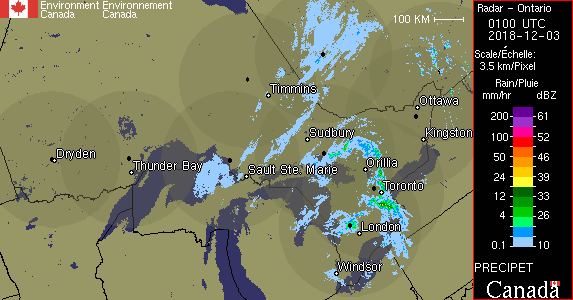 Environment Environnement
Canada Canada
100 KM
Timmins
Ottawa
Sudbury
Kingston
Dryden
Thunder Bay
Sault Ste. Marie
Orillia
Toronto
London
Windsor
Radar - Ontario
0100 UTC
2018-12-03
Scale/Échelle:
3.5 km/Pixel
Rain/Pluie
mm/hr dBZ
200 61
100 52
50 46
24 39
12 33
4 26
0.1 10
PRECIPET
Canada